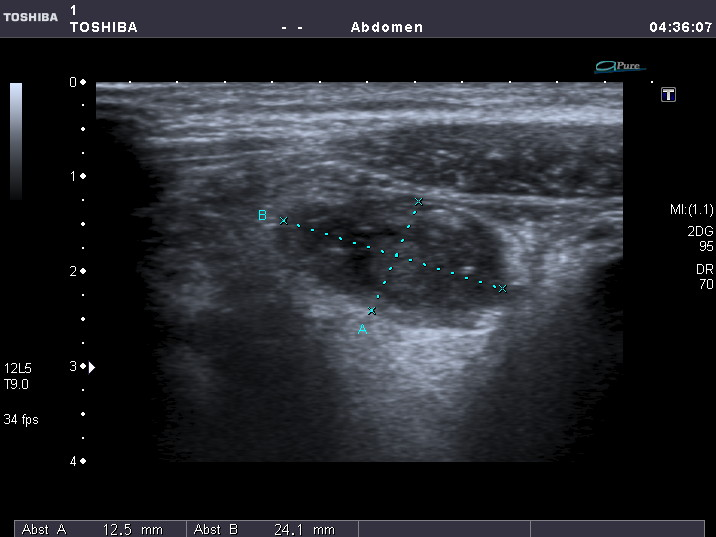 TOSHIBA
1
TOSHIBA - - Abdomen 04:36:07
Pure
T
0
1
2
3
4
B
A
MI:(1.1)
2DG
95
DR
70
12L5
T9.0
34 fps
Abst A 12.5 mm Abst B 24.1 mm